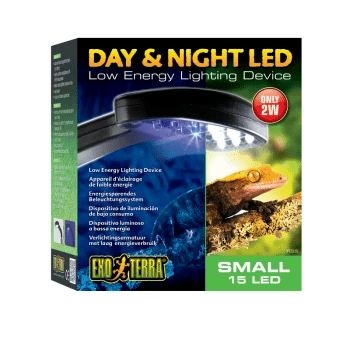 DAY & NIGHT LED
Low Energy Lighting Device
ONLY
2W
Low Energy Lighting Device
Appareil d'éclairage
de faible énergie
Energiesparendes
Beleuchtungssystem
Dispositivo de iluminación
de bajo consumo
Dispositivo luminoso
a bassa energia
Verlichtingsarmatuur
met laag energieverbruik
EXO TERRA
SMALL
15 LED